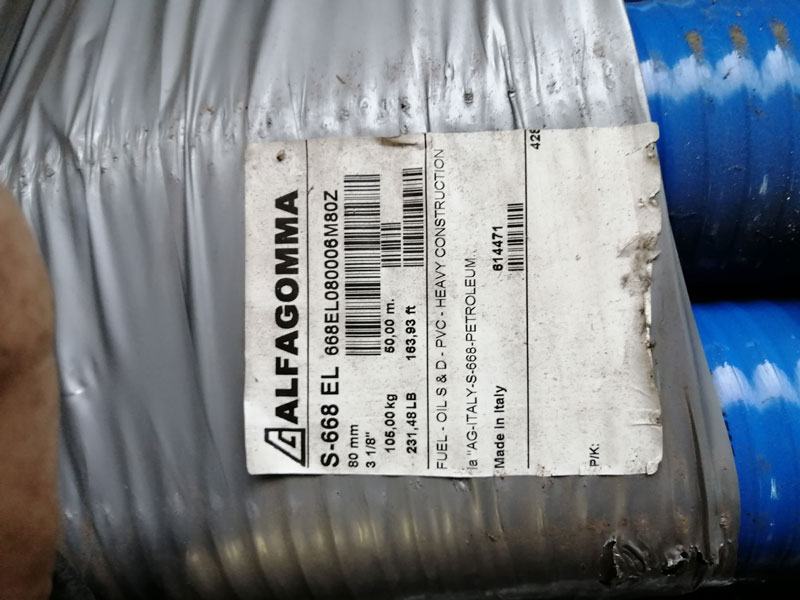 ALFAGOMMA
S-668 EL 668EL080006M80Z
80 mm
3 1/8"
105,00 kg 50,00 m.
231,48 LB 163,93 ft
FUEL - OIL S & D - PVC - HEAVY CONSTRUCTION
la "AG-ITALY-S-668-PETROLEUM..
Made in Italy 614471
P/K: